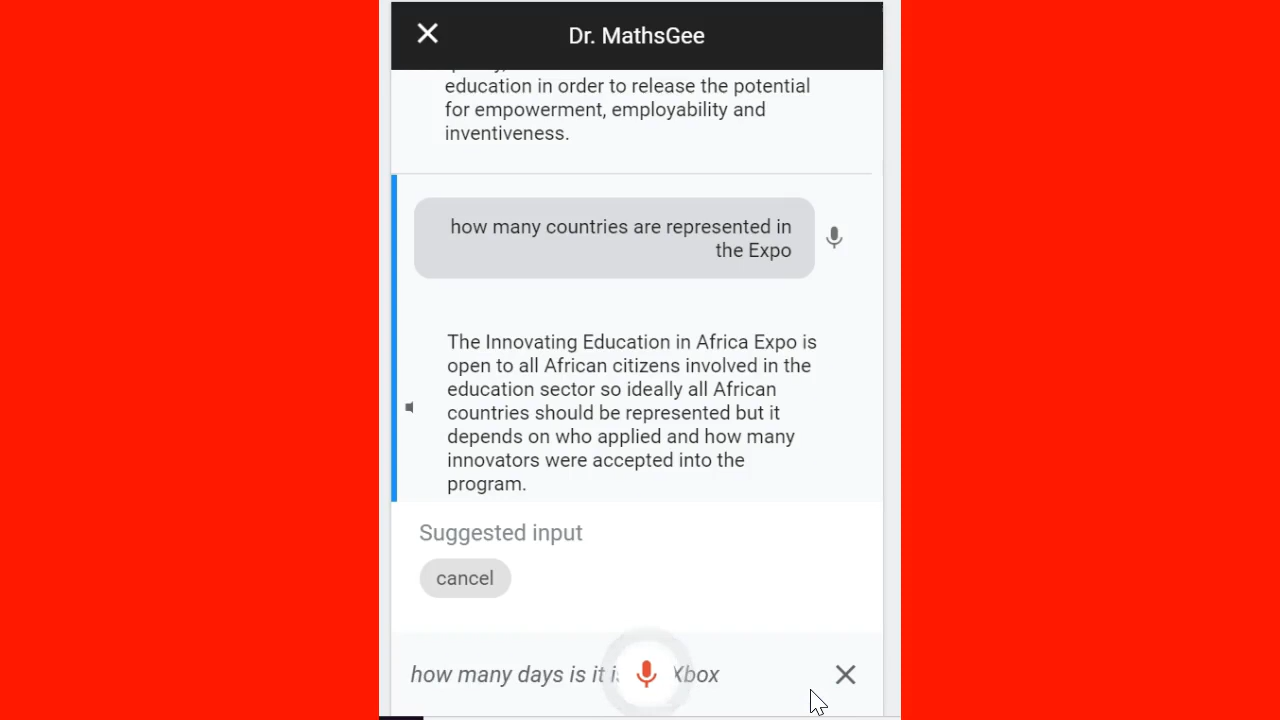 Dr. MathsGee
education in order to release the potential
for empowerment, employability and
inventiveness.
how many countries are represented in
the Expo
The Innovating Education in Africa Expo is
open to all African citizens involved in the
education sector so ideally all African
countries should be represented but it
depends on who applied and how many
innovators were accepted into the
program.
Suggested input
cancel
how many days is it Xbox